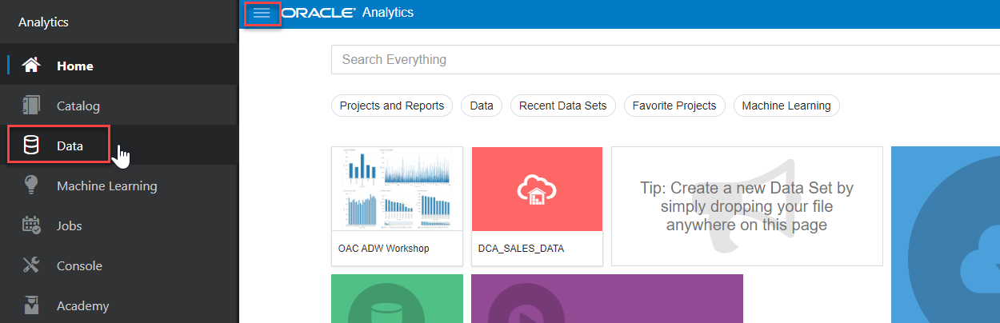 Analytics
Home
Catalog
Data
Machine Learning
Jobs
Console
Academy
ORACLE® Analytics
Search Everything
Projects and Reports
Data
Recent Data Sets
Favorite Projects
Machine Learning
OAC ADW Workshop
DCA_SALES_DATA
Tip: Create a new Data Set by
simply dropping your file
anywhere on this page